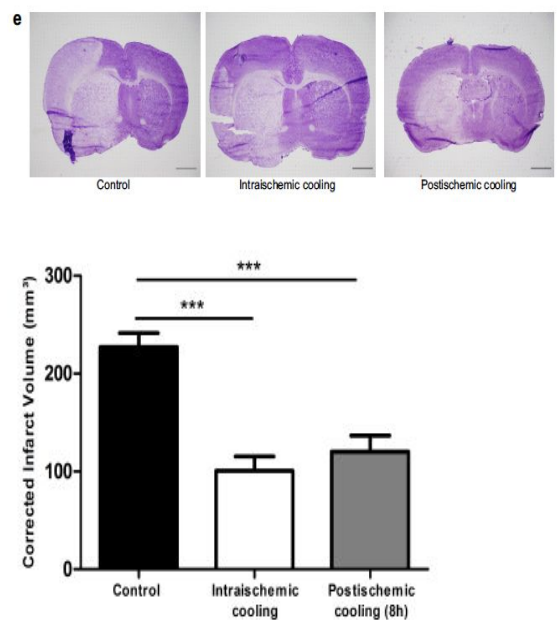 e
Control
Intraischemic cooling
Postischemic cooling
Corrected Infarct Volume (mm³)
300
200
100
0
***
***
Control
Intraischemic
cooling
Postischemic
cooling (8h)